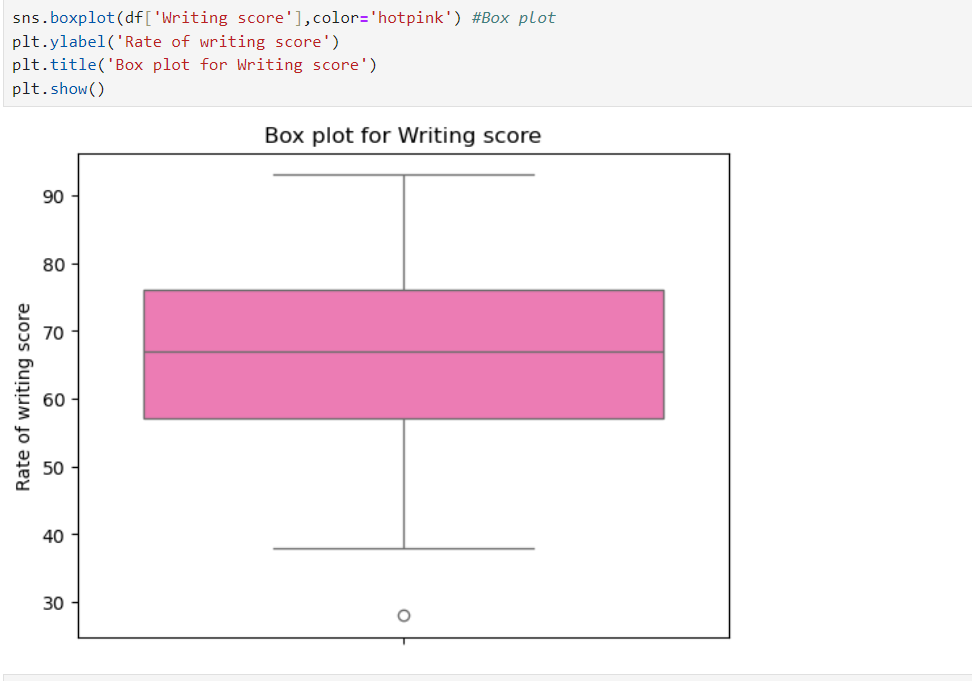 sns.boxplot(df['Writing score'],color='hotpink') #Box plot
plt.ylabel('Rate of writing score')
plt.title('Box plot for Writing score')
plt.show()
Box plot for Writing score
90
80
70
60
50
40
30
Rate of writing score